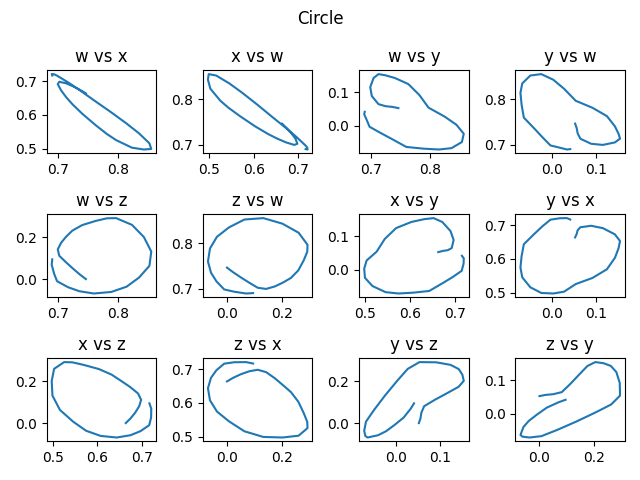 Circle
w vs x
x vs w
w vs y
y vs w
0.7
0.6
0.5
0.7 0.8
0.8
0.7
0.5 0.6 0.7
0.1
0.0
0.7 0.8
0.8
0.7
0.0 0.1
w vs z
z vs w
x vs y
y vs x
0.2
0.0
0.7 0.8
0.8
0.7
0.0 0.2
0.1
0.0
0.5 0.6 0.7
0.7
0.6
0.5
0.0 0.1
x vs z
z vs x
y vs z
z vs y
0.2
0.0
0.5 0.6 0.7
0.7
0.6
0.5
0.0 0.2
0.2
0.0
0.0 0.1
0.1
0.0
0.0 0.2